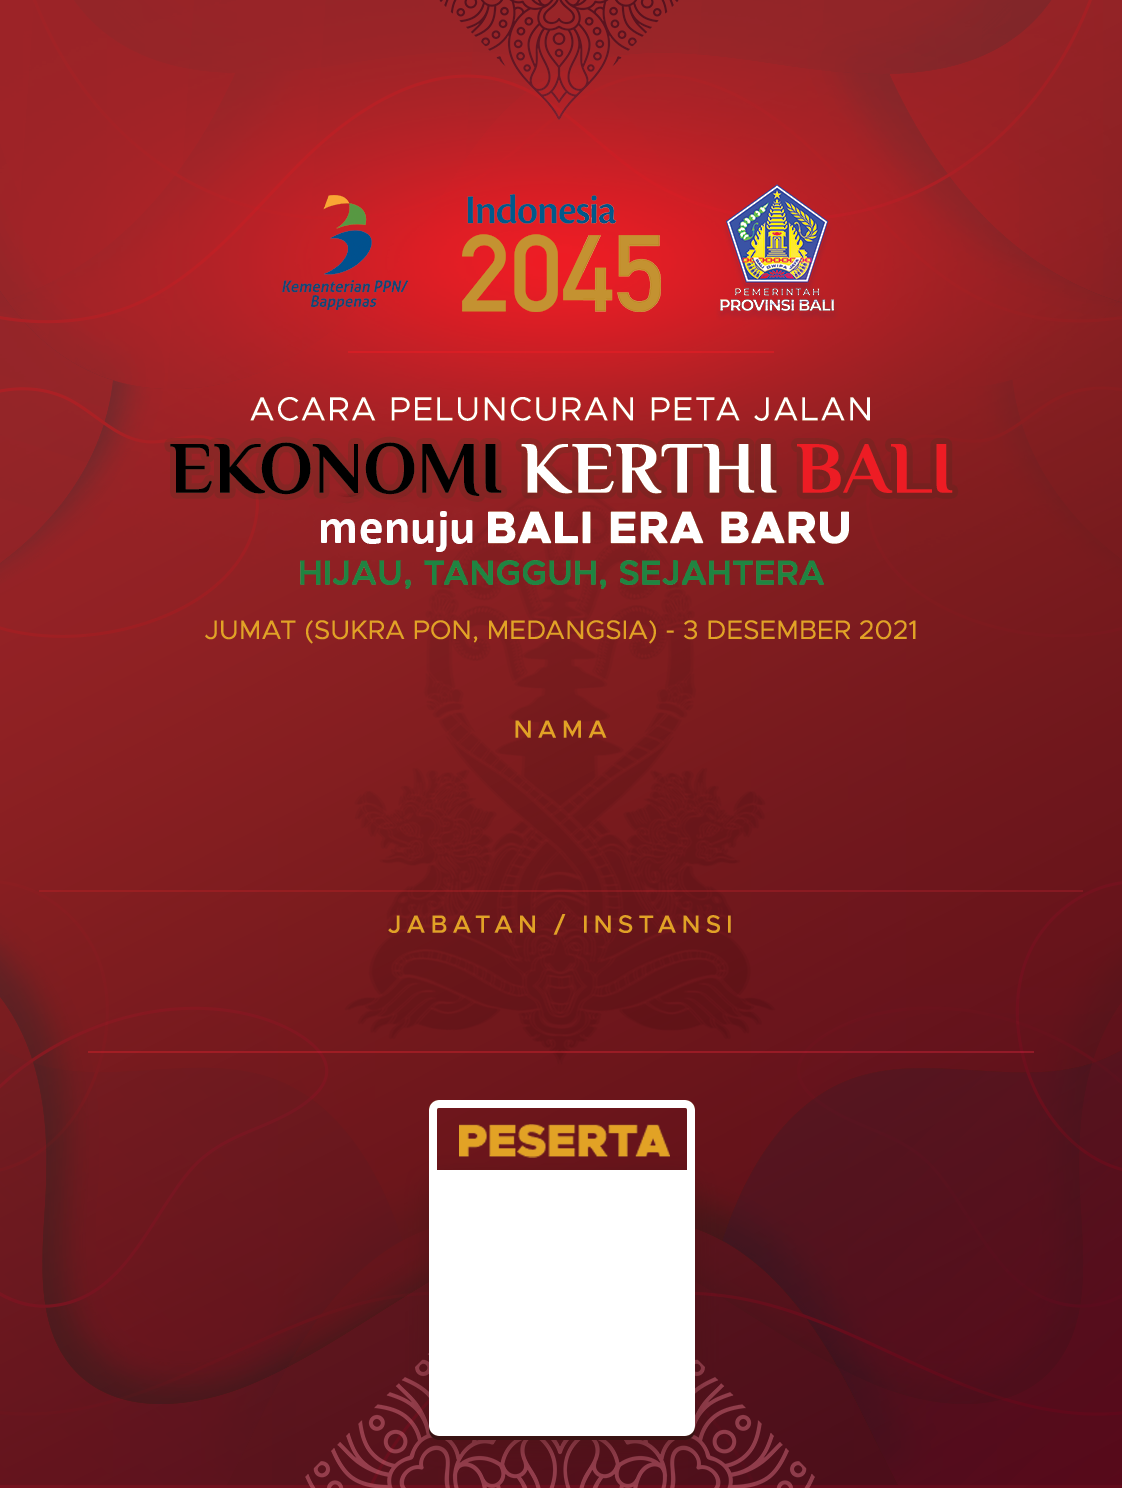 Indonesia
2045
Kementerian PPN/
Bappenas
PEMERINTAH
PROVINSI BALI
ACARA PELUNCURAN PETA JALAN
EKONOMI KERTHI BALI
menuju BALI ERA BARU
HIJAU, TANGGUH, SEJAHTERA
JUMAT (SUKRA PON, MEDANGSIA) - 3 DESEMBER 2021
NAMA
JABATAN / INSTANSI
PESERTA